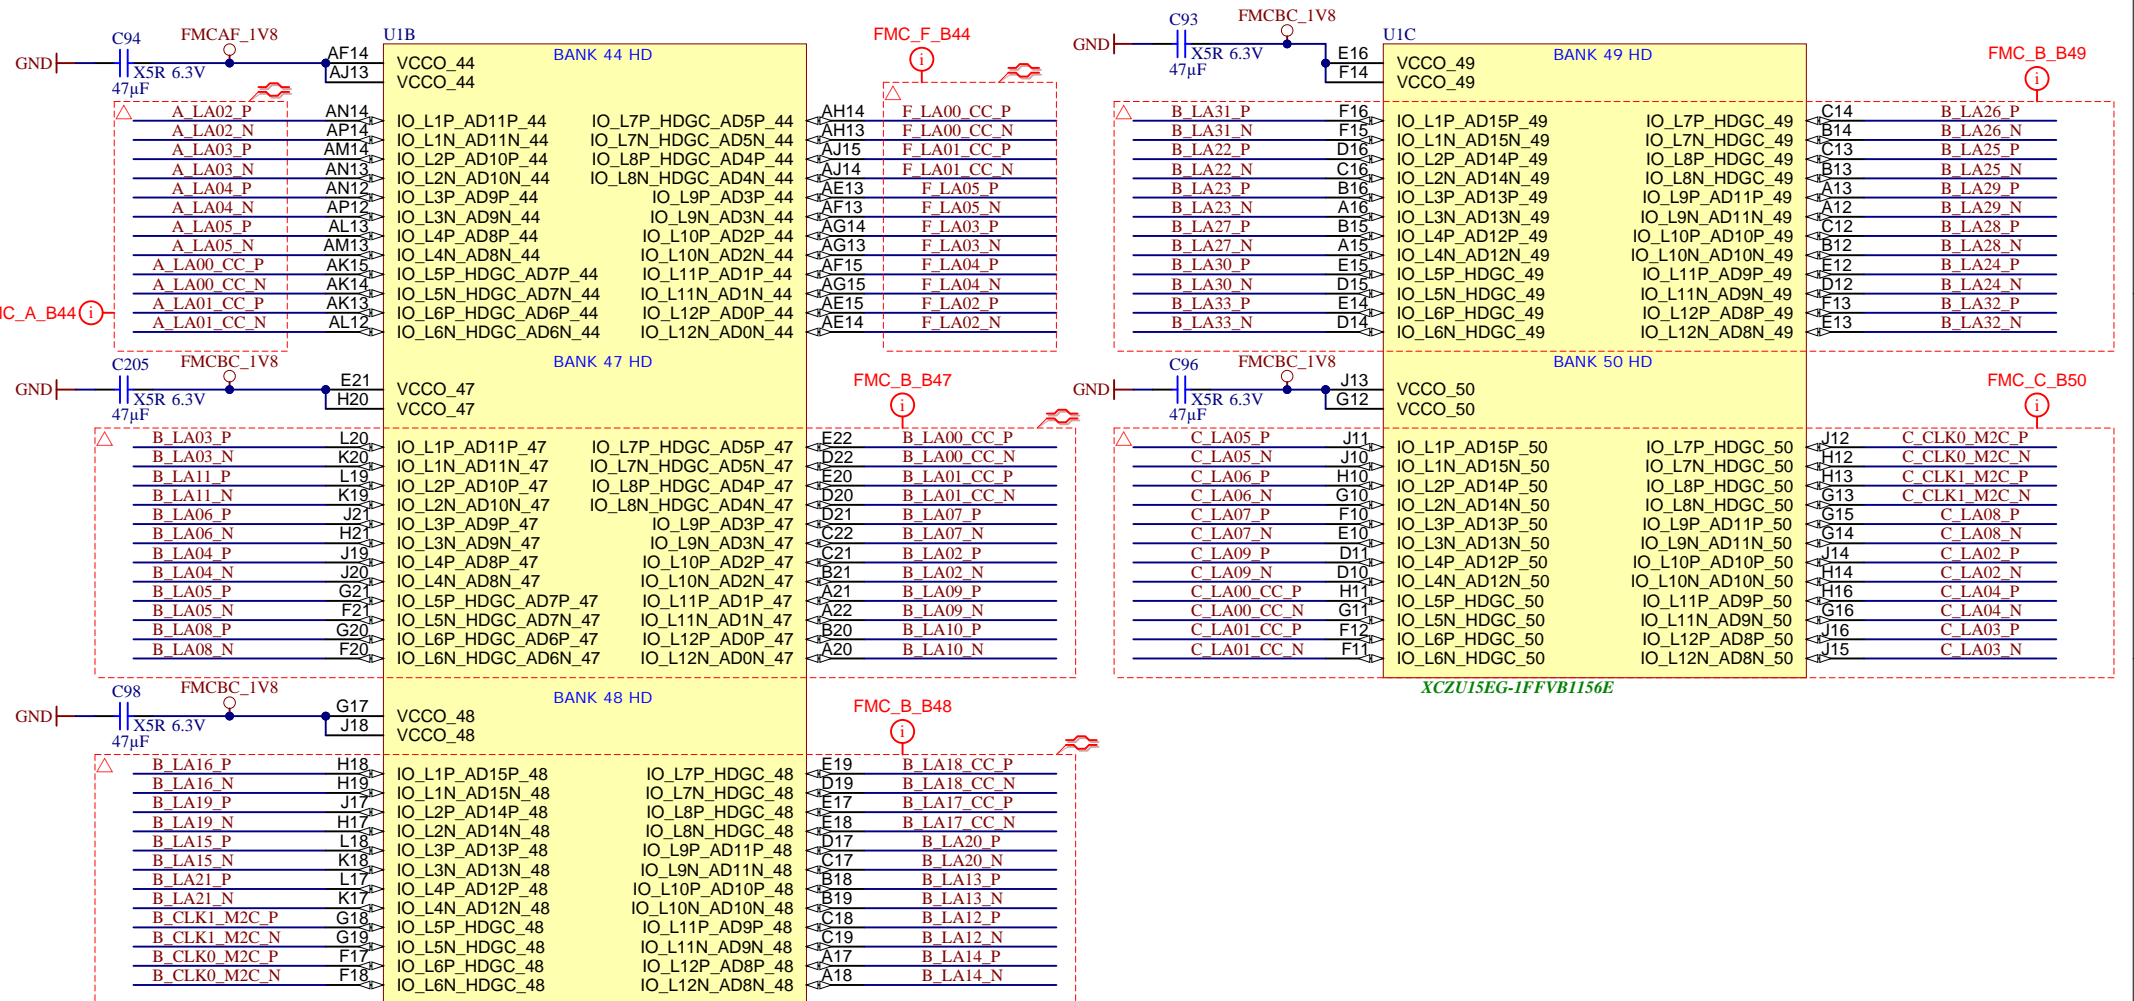 C94
FMCAF_1V8
U1B
GND
X5R 6.3V
47µF
BANK 44 HD
FMC_F_B44
AF14 VCCO_44
AJ13 VCCO_44
A_LA02_P AN14 IO_L1P_AD11P_44 IO_L7P_HDGC_AD5P_44 AH14 F_LA00_CC_P
A_LA02_N AP14 IO_L1N_AD11N_44 IO_L7N_HDGC_AD5N_44 AH13 F_LA00_CC_N
A_LA03_P AM14 IO_L2P_AD10P_44 IO_L8P_HDGC_AD4P_44 AJ15 F_LA01_CC_P
A_LA03_N AN13 IO_L2N_AD10N_44 IO_L8N_HDGC_AD4N_44 AJ14 F_LA01_CC_N
A_LA04_P AN12 IO_L3P_AD9P_44 IO_L9P_AD3P_44 AE13 F_LA05_P
A_LA04_N AP12 IO_L3N_AD9N_44 IO_L9N_AD3N_44 AF13 F_LA05_N
A_LA05_P AL13 IO_L4P_AD8P_44 IO_L10P_AD2P_44 AG14 F_LA03_P
A_LA05_N AM13 IO_L4N_AD8N_44 IO_L10N_AD2N_44 AG13 F_LA03_N
A_LA00_CC_P AK15 IO_L5P_HDGC_AD7P_44 IO_L11P_AD1P_44 AF15 F_LA04_P
A_LA00_CC_N AK14 IO_L5N_HDGC_AD7N_44 IO_L11N_AD1N_44 AG15 F_LA04_N
A_LA01_CC_P AK13 IO_L6P_HDGC_AD6P_44 IO_L12P_AD0P_44 AE15 F_LA02_P
A_LA01_CC_N AL12 IO_L6N_HDGC_AD6N_44 IO_L12N_AD0N_44 AE14 F_LA02_N
C_A_B44 i
i
C205
FMCBC_1V8
GND
X5R 6.3V
47µF
BANK 47 HD
FMC_B_B47
i
E21 VCCO_47
H20 VCCO_47
B_LA03_P L20 IO_L1P_AD11P_47 IO_L7P_HDGC_AD5P_47 E22 B_LA00_CC_P
B_LA03_N K20 IO_L1N_AD11N_47 IO_L7N_HDGC_AD5N_47 D22 B_LA00_CC_N
B_LA11_P L19 IO_L2P_AD10P_47 IO_L8P_HDGC_AD4P_47 E20 B_LA01_CC_P
B_LA11_N K19 IO_L2N_AD10N_47 IO_L8N_HDGC_AD4N_47 D20 B_LA01_CC_N
B_LA06_P J21 IO_L3P_AD9P_47 IO_L9P_AD3P_47 D21 B_LA07_P
B_LA06_N H21 IO_L3N_AD9N_47 IO_L9N_AD3N_47 C22 B_LA07_N
B_LA04_P J19 IO_L4P_AD8P_47 IO_L10P_AD2P_47 C21 B_LA02_P
B_LA04_N J20 IO_L4N_AD8N_47 IO_L10N_AD2N_47 B21 B_LA02_N
B_LA05_P G21 IO_L5P_HDGC_AD7P_47 IO_L11P_AD1P_47 A21 B_LA09_P
B_LA05_N F21 IO_L5N_HDGC_AD7N_47 IO_L11N_AD1N_47 A22 B_LA09_N
B_LA08_P G20 IO_L6P_HDGC_AD6P_47 IO_L12P_AD0P_47 B20 B_LA10_P
B_LA08_N F20 IO_L6N_HDGC_AD6N_47 IO_L12N_AD0N_47 A20 B_LA10_N
C98
FMCBC_1V8
GND
X5R 6.3V
47µF
BANK 48 HD
FMC_B_B48
i
G17 VCCO_48
J18 VCCO_48
B_LA16_P H18 IO_L1P_AD15P_48 IO_L7P_HDGC_48 E19 B_LA18_CC_P
B_LA16_N H19 IO_L1N_AD15N_48 IO_L7N_HDGC_48 D19 B_LA18_CC_N
B_LA19_P J17 IO_L2P_AD14P_48 IO_L8P_HDGC_48 E17 B_LA17_CC_P
B_LA19_N H17 IO_L2N_AD14N_48 IO_L8N_HDGC_48 E18 B_LA17_CC_N
B_LA15_P L18 IO_L3P_AD13P_48 IO_L9P_AD11P_48 D17 B_LA20_P
B_LA15_N K18 IO_L3N_AD13N_48 IO_L9N_AD11N_48 C17 B_LA20_N
B_LA21_P L17 IO_L4P_AD12P_48 IO_L10P_AD10P_48 B18 B_LA13_P
B_LA21_N K17 IO_L4N_AD12N_48 IO_L10N_AD10N_48 B19 B_LA13_N
B_CLK1_M2C_P G18 IO_L5P_HDGC_48 IO_L11P_AD9P_48 C18 B_LA12_P
B_CLK1_M2C_N G19 IO_L5N_HDGC_48 IO_L11N_AD9N_48 C19 B_LA12_N
B_CLK0_M2C_P F17 IO_L6P_HDGC_48 IO_L12P_AD8P_48 A17 B_LA14_P
B_CLK0_M2C_N F18 IO_L6N_HDGC_48 IO_L12N_AD8N_48 A18 B_LA14_N
C93
FMCBC_1V8
U1C
GND
X5R 6.3V
47µF
BANK 49 HD
FMC_B_B49
i
E16 VCCO_49
F14 VCCO_49
B_LA31_P F16 IO_L1P_AD15P_49 IO_L7P_HDGC_49 C14 B_LA26_P
B_LA31_N F15 IO_L1N_AD15N_49 IO_L7N_HDGC_49 B14 B_LA26_N
B_LA22_P D16 IO_L2P_AD14P_49 IO_L8P_HDGC_49 C13 B_LA25_P
B_LA22_N C16 IO_L2N_AD14N_49 IO_L8N_HDGC_49 B13 B_LA25_N
B_LA23_P B16 IO_L3P_AD13P_49 IO_L9P_AD11P_49 A13 B_LA29_P
B_LA23_N A16 IO_L3N_AD13N_49 IO_L9N_AD11N_49 A12 B_LA29_N
B_LA27_P B15 IO_L4P_AD12P_49 IO_L10P_AD10P_49 C12 B_LA28_P
B_LA27_N A15 IO_L4N_AD12N_49 IO_L10N_AD10N_49 B12 B_LA28_N
B_LA30_P E15 IO_L5P_HDGC_49 IO_L11P_AD9P_49 E12 B_LA24_P
B_LA30_N D15 IO_L5N_HDGC_49 IO_L11N_AD9N_49 D12 B_LA24_N
B_LA33_P E14 IO_L6P_HDGC_49 IO_L12P_AD8P_49 F13 B_LA32_P
B_LA33_N D14 IO_L6N_HDGC_49 IO_L12N_AD8N_49 E13 B_LA32_N
C96
FMCBC_1V8
GND
X5R 6.3V
47µF
BANK 50 HD
FMC_C_B50
i
J13 VCCO_50
G12 VCCO_50
C_LA05_P J11 IO_L1P_AD15P_50 IO_L7P_HDGC_50 J12 C_CLK0_M2C_P
C_LA05_N J10 IO_L1N_AD15N_50 IO_L7N_HDGC_50 H12 C_CLK0_M2C_N
C_LA06_P H10 IO_L2P_AD14P_50 IO_L8P_HDGC_50 H13 C_CLK1_M2C_P
C_LA06_N G10 IO_L2N_AD14N_50 IO_L8N_HDGC_50 G13 C_CLK1_M2C_N
C_LA07_P F10 IO_L3P_AD13P_50 IO_L9P_AD11P_50 G15 C_LA08_P
C_LA07_N E10 IO_L3N_AD13N_50 IO_L9N_AD11N_50 G14 C_LA08_N
C_LA09_P D11 IO_L4P_AD12P_50 IO_L10P_AD10P_50 J14 C_LA02_P
C_LA09_N D10 IO_L4N_AD12N_50 IO_L10N_AD10N_50 H14 C_LA02_N
C_LA00_CC_P H11 IO_L5P_HDGC_50 IO_L11P_AD9P_50 H16 C_LA04_P
C_LA00_CC_N G11 IO_L5N_HDGC_50 IO_L11N_AD9N_50 G16 C_LA04_N
C_LA01_CC_P F12 IO_L6P_HDGC_50 IO_L12P_AD8P_50 J16 C_LA03_P
C_LA01_CC_N F11 IO_L6N_HDGC_50 IO_L12N_AD8N_50 J15 C_LA03_N
XCZU15EG-1FFVB1156E